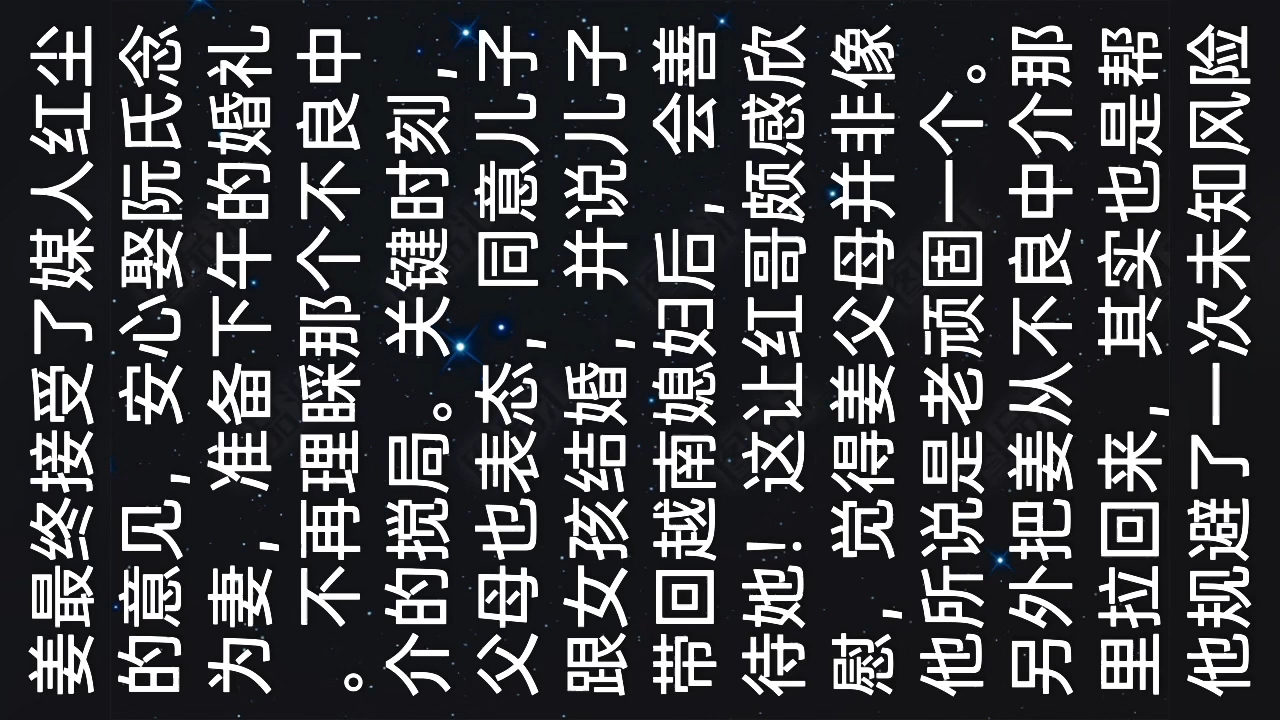 姜最终接受了媒人红尘
的意见，安心娶阮氏念
为妻，准备下午的婚礼
。不再理睬那个不良中
介的搅局。关键时刻，
父母也表态，同意儿子
跟女孩结婚，并说儿子
带回越南媳妇后，会善
待她！这让红哥颇感欣
慰，觉得姜父母并非像
他所说是老顽固一个。
另外把姜从不良中介那
里拉回来，其实也是帮
他规避了一次未知风险